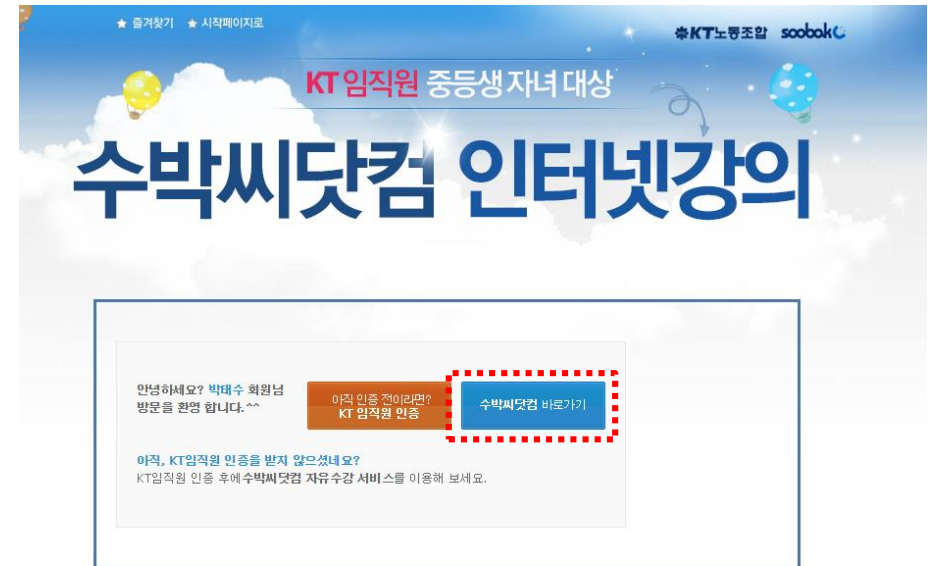 ★ 즐겨찾기 ★ 시작페이지로
KT노동조합 soobakc
KT 임직원 중등생 자녀 대상
수박씨닷컴 인터넷강의
안녕하세요? 박태수 회원님
방문을 환영 합니다.^^
아직 인증 전이라면?
KT 임직원 인증
수박씨닷컴 바로가기
아직, KT임직원 인증을 받지 않으셨네요?
KT임직원 인증 후에 수박씨닷컴 자유수강 서비스를 이용해 보세요.